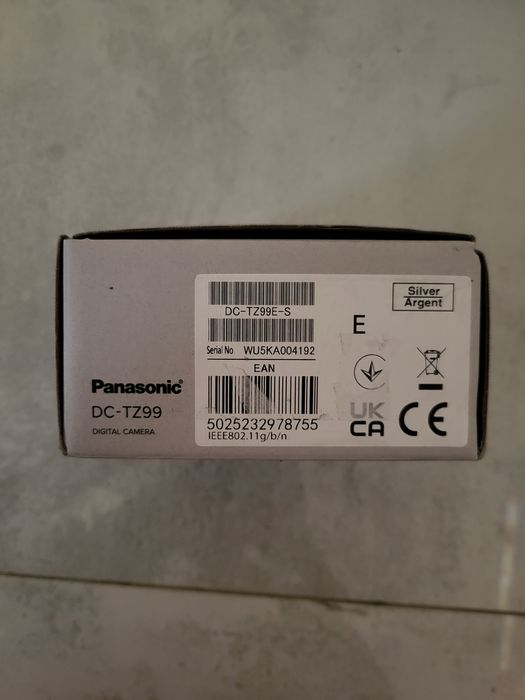 Silver
Argent
DC-TZ99E-S
E
Serial No. WU5KA004192
EAN
Panasonic
DC-TZ99
DIGITAL CAMERA
5025232978755
IEEE802.11g/b/n
UK
CA CE